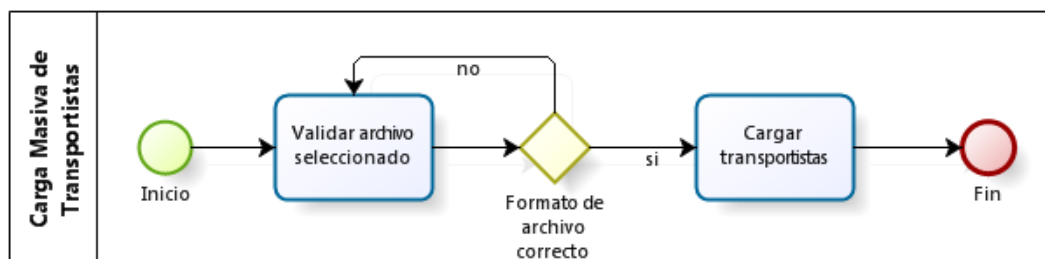 Carga Masiva de
Transportistas
Inicio
Validar archivo
seleccionado
no
Formato de
archivo
correcto
si
Cargar
transportistas
Fin